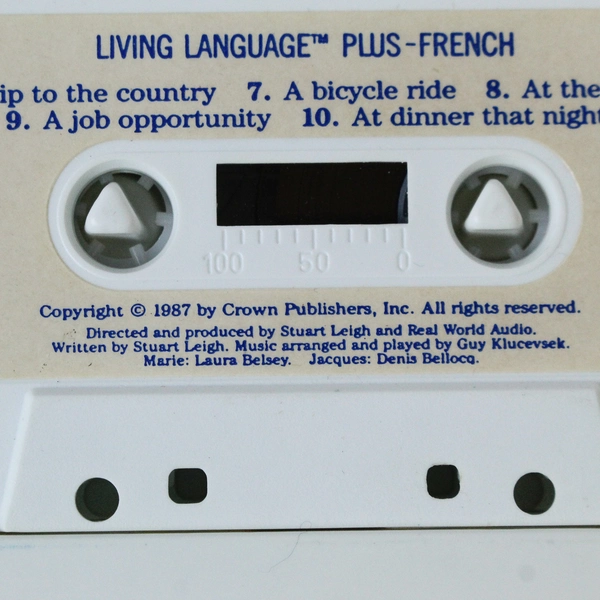 LIVING LANGUAGE™ PLUS-FRENCH
ip to the country 7. A bicycle ride 8. At the
9. A job opportunity 10. At dinner that night
100 50 0
Copyright © 1987 by Crown Publishers, Inc. All rights reserved.
Directed and produced by Stuart Leigh and Real World Audio.
Written by Stuart Leigh. Music arranged and played by Guy Klucevsek.
Marie: Laura Belsey. Jacques: Denis Bellocq.